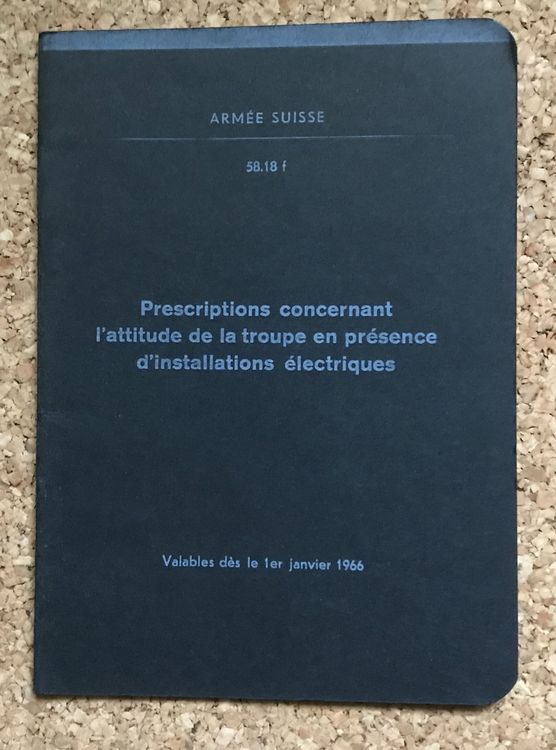 ARMÉE SUISSE
58.18 f
Prescriptions concernant
l'attitude de la troupe en présence
d'installations électriques
Valables dès le 1er janvier 1966